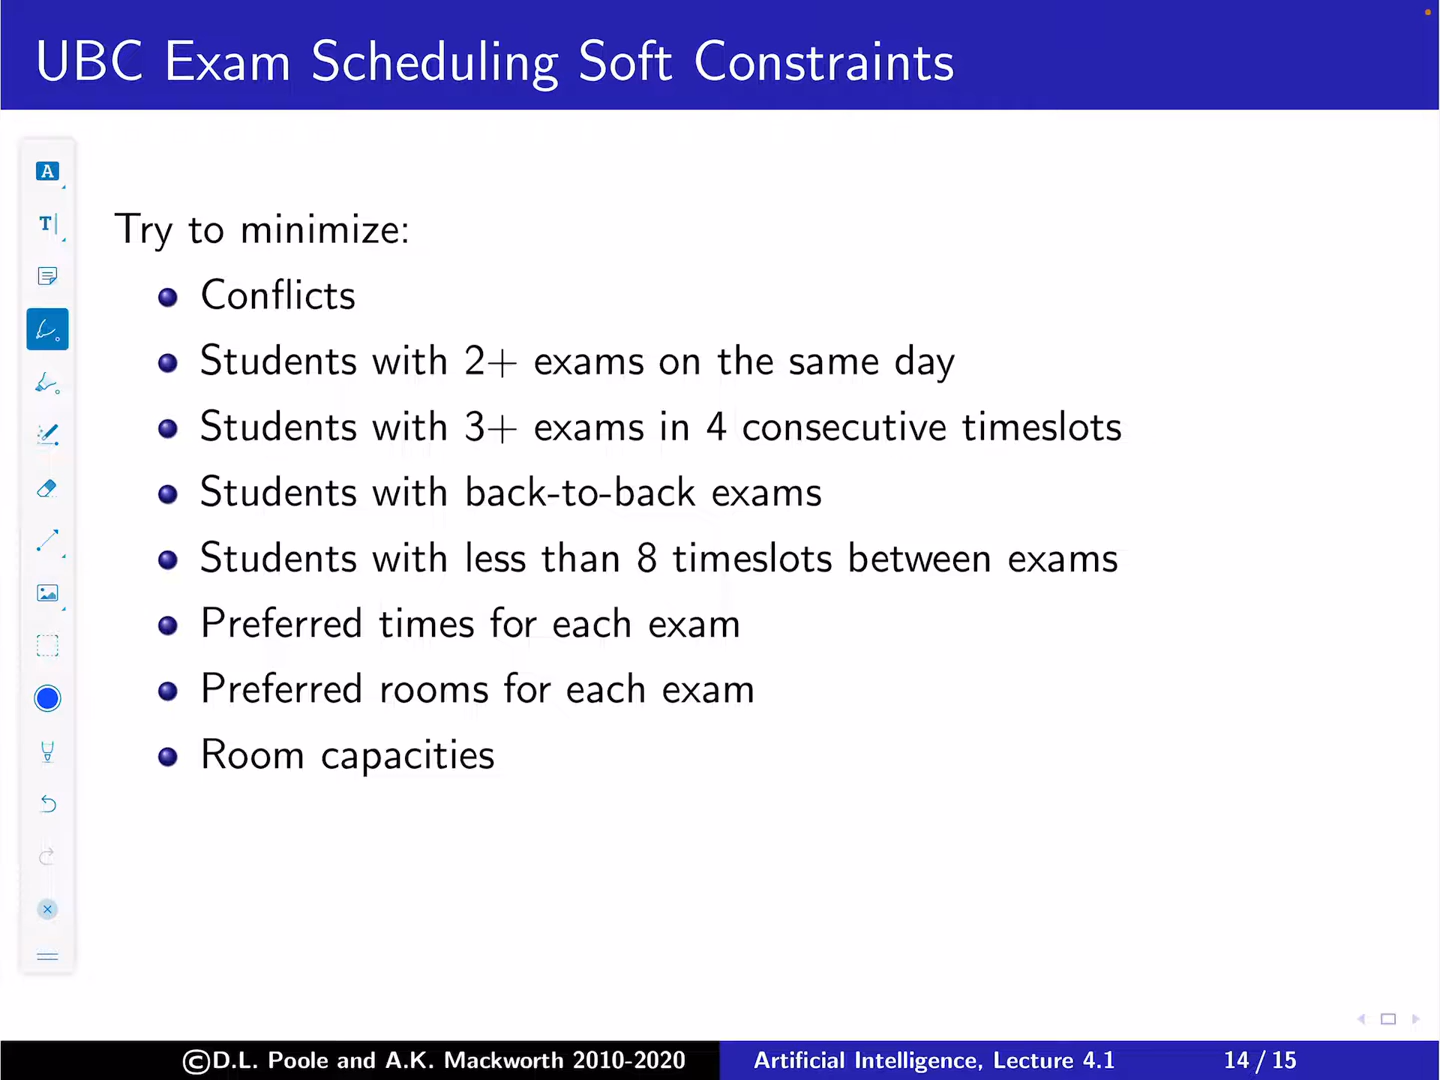 UBC Exam Scheduling Soft Constraints
A
T
Try to minimize:
Conflicts
Students with 2+ exams on the same day
Students with 3+ exams in 4 consecutive timeslots
Students with back-to-back exams
Students with less than 8 timeslots between exams
Preferred times for each exam
Preferred rooms for each exam
Room capacities
©D.L. Poole and A.K. Mackworth 2010-2020
Artificial Intelligence, Lecture 4.1
14 / 15